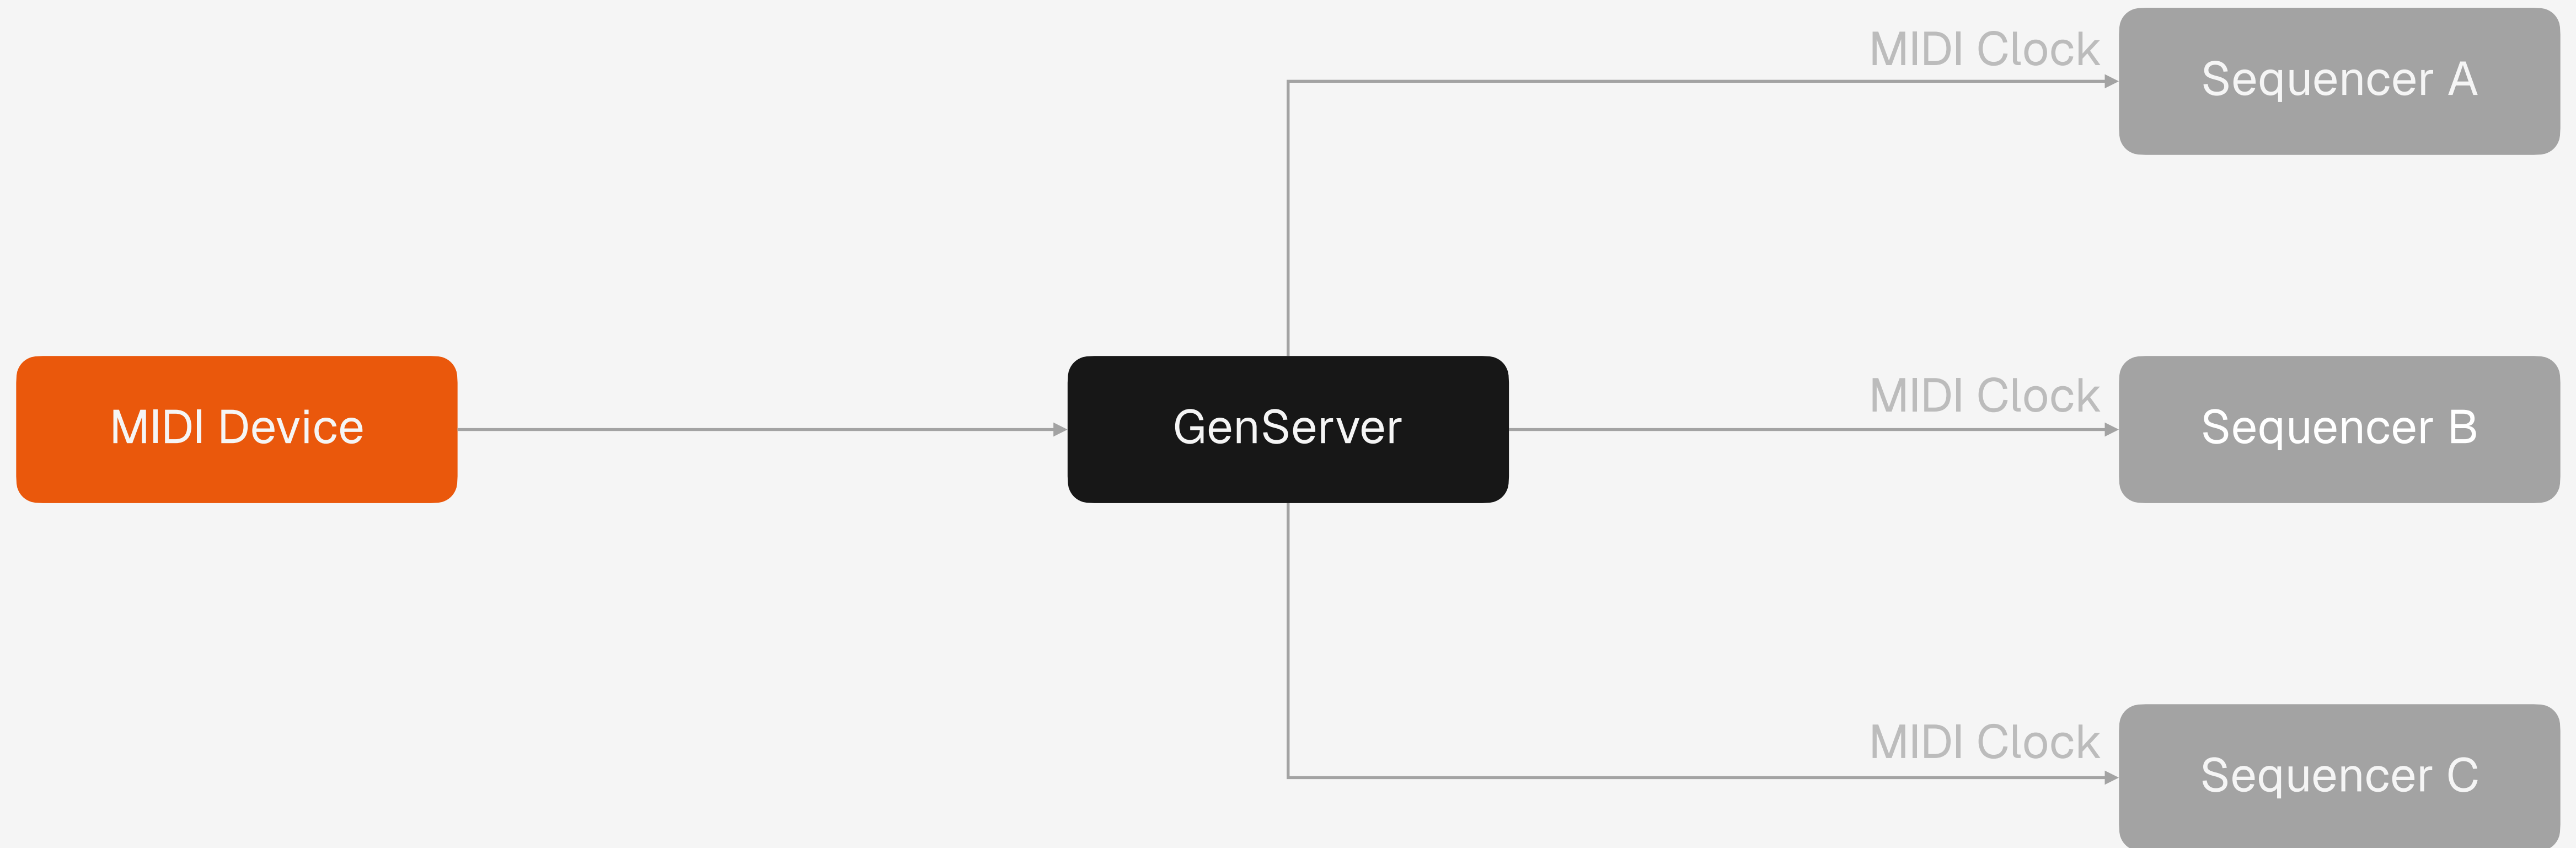 MIDI Clock
Sequencer A
MIDI Device
GenServer
MIDI Clock
Sequencer B
MIDI Clock
Sequencer C